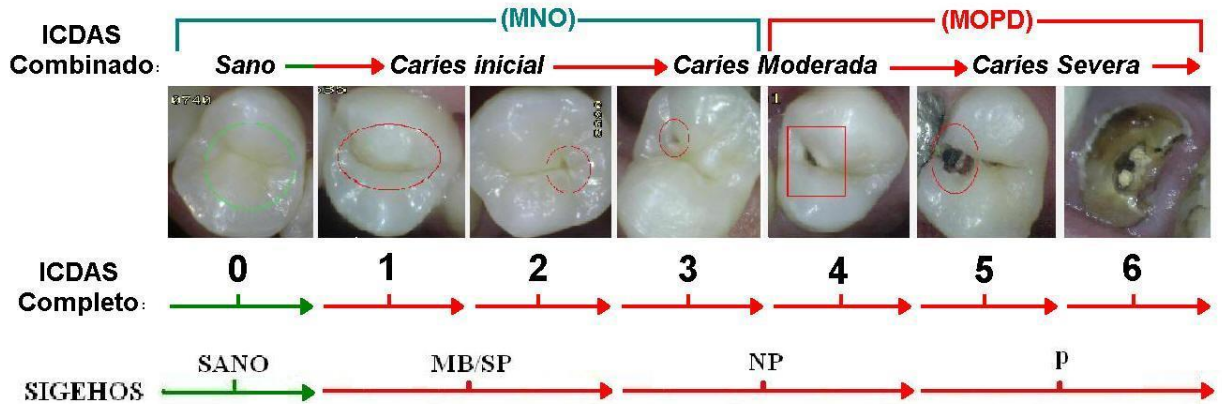 (MNO) (MOPD)
ICDAS
Combinado: Sano Caries inicial Caries Moderada Caries Severa
0740
ICDAS
Completo: 0 1 2 3 4 5 6
SANO MB/SP NP P
SIGEHOS